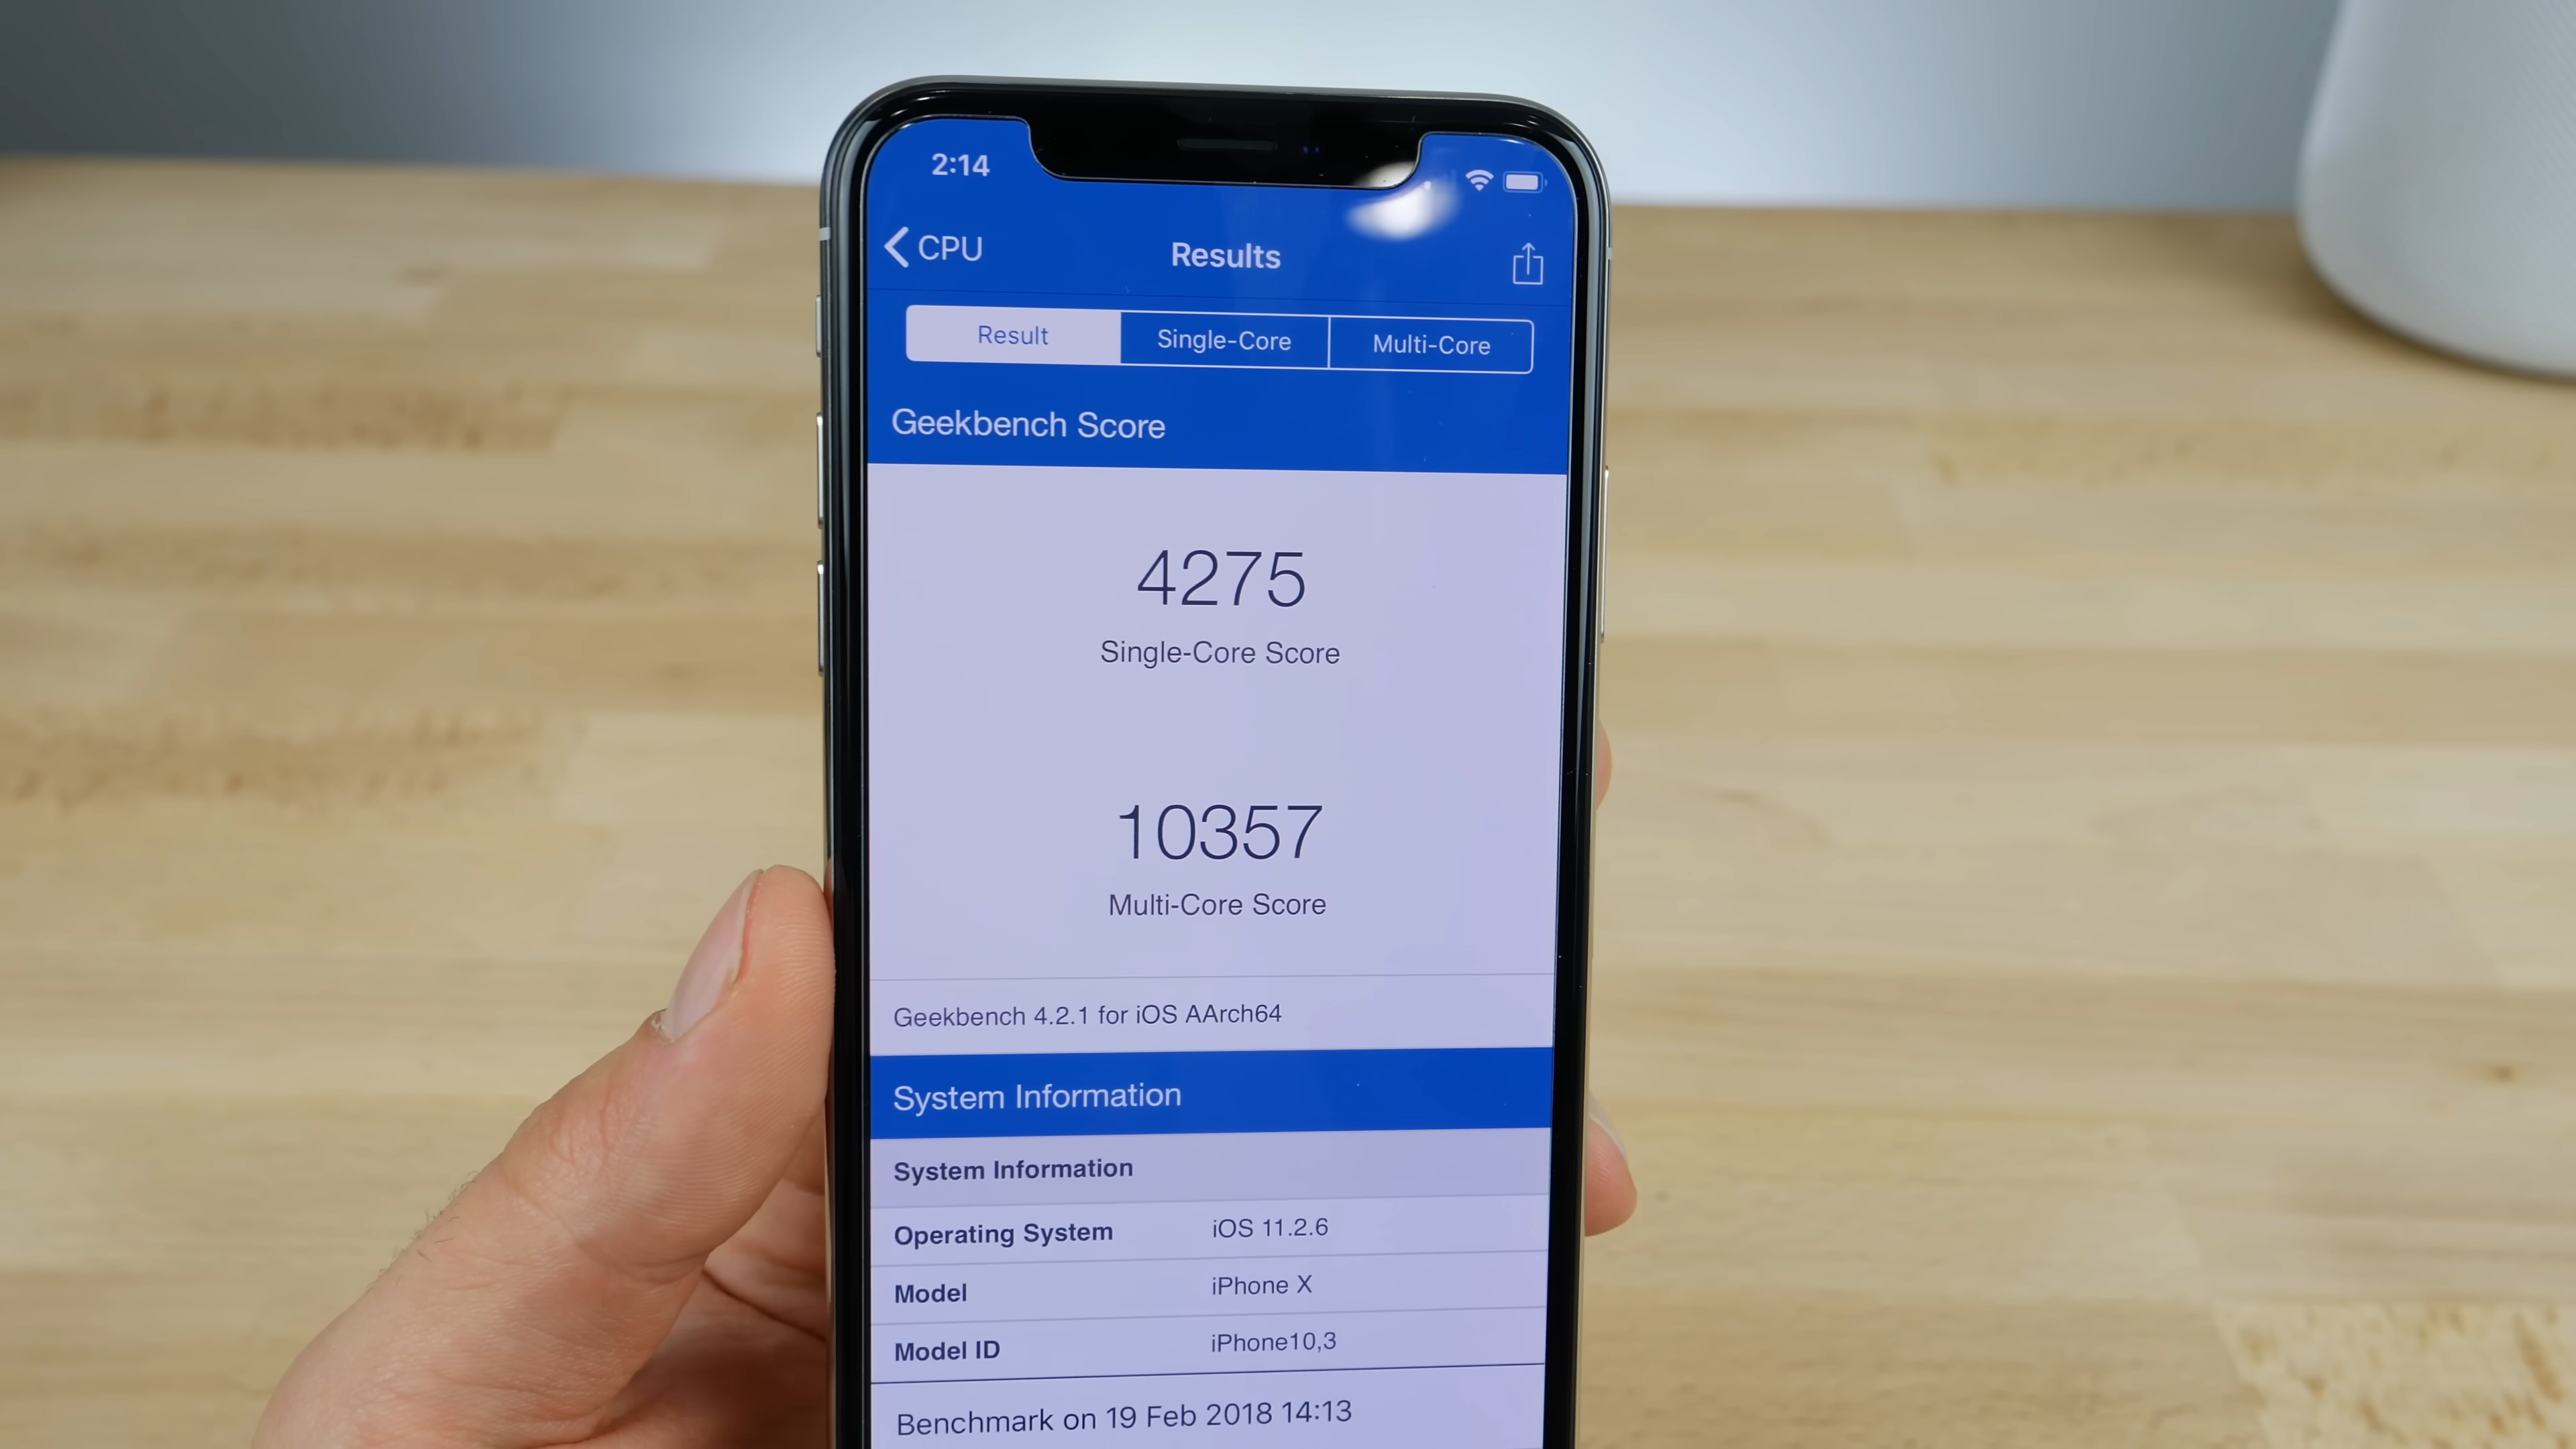 2:14
CPU
Results
Result
Single-Core
Multi-Core
Geekbench Score
4275
Single-Core Score
10357
Multi-Core Score
Geekbench 4.2.1 for iOS AArch64
System Information
System Information
Operating System iOS 11.2.6
Model iPhone X
Model ID iPhone10,3
Benchmark on 19 Feb 2018 14:13